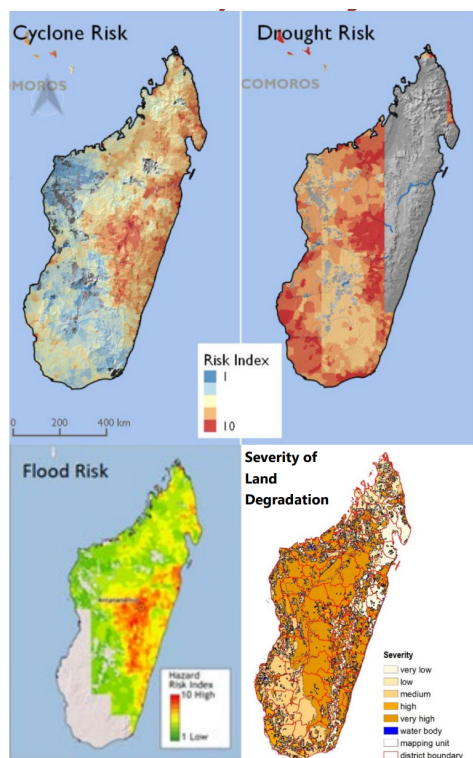 Cyclone Risk
COMOROS
Drought Risk
COMOROS
Risk Index
1
10
0 200 400 km
Flood Risk
Hazard
Risk Index
10 High
1 Low
Severity of
Land
Degradation
Severity
very low
low
medium
high
very high
water body
mapping unit
district boundary